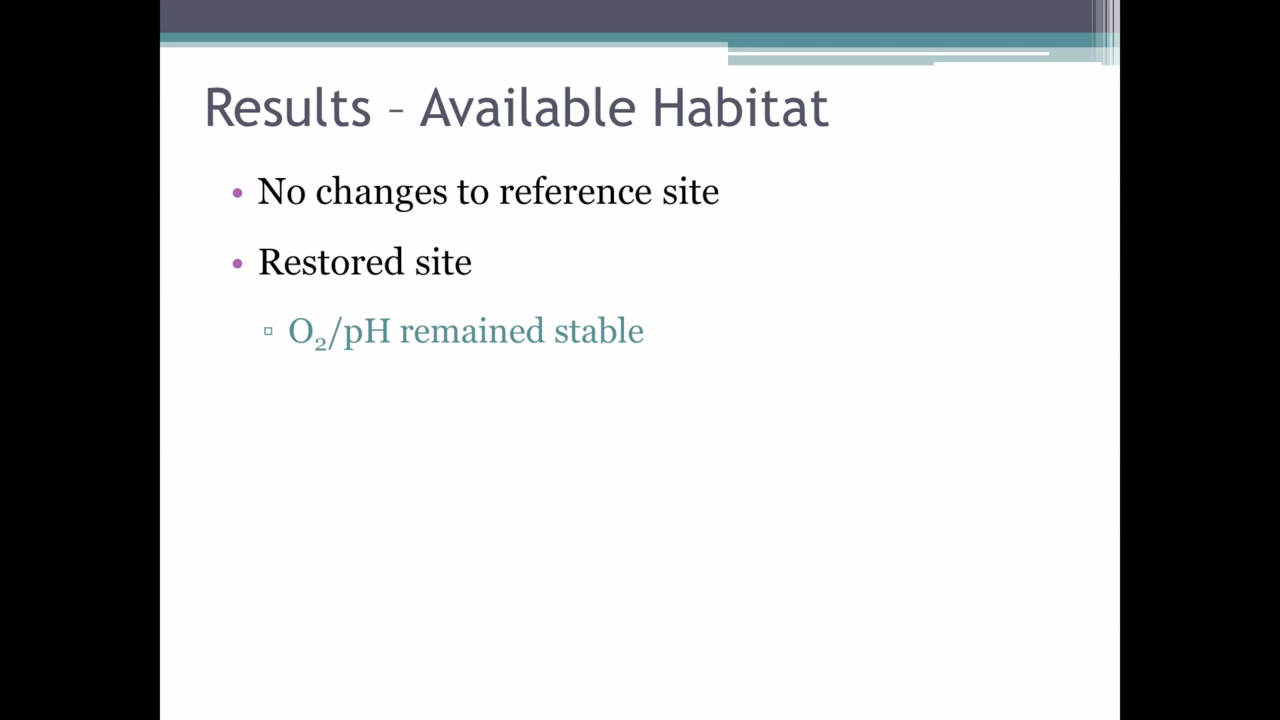 Results – Available Habitat
• No changes to reference site
• Restored site
▫ O₂/pH remained stable